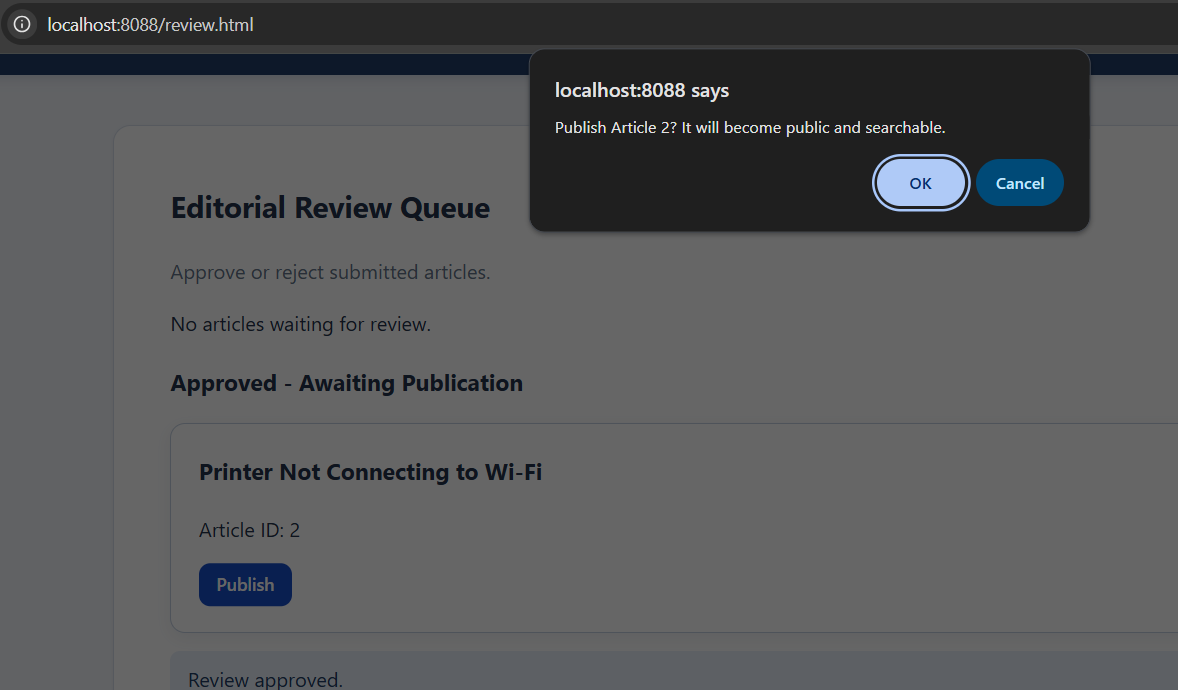 localhost:8088/review.html
localhost:8088 says
Publish Article 2? It will become public and searchable.
OK
Cancel
Editorial Review Queue
Approve or reject submitted articles.
No articles waiting for review.
Approved - Awaiting Publication
Printer Not Connecting to Wi-Fi
Article ID: 2
Publish
Review approved.